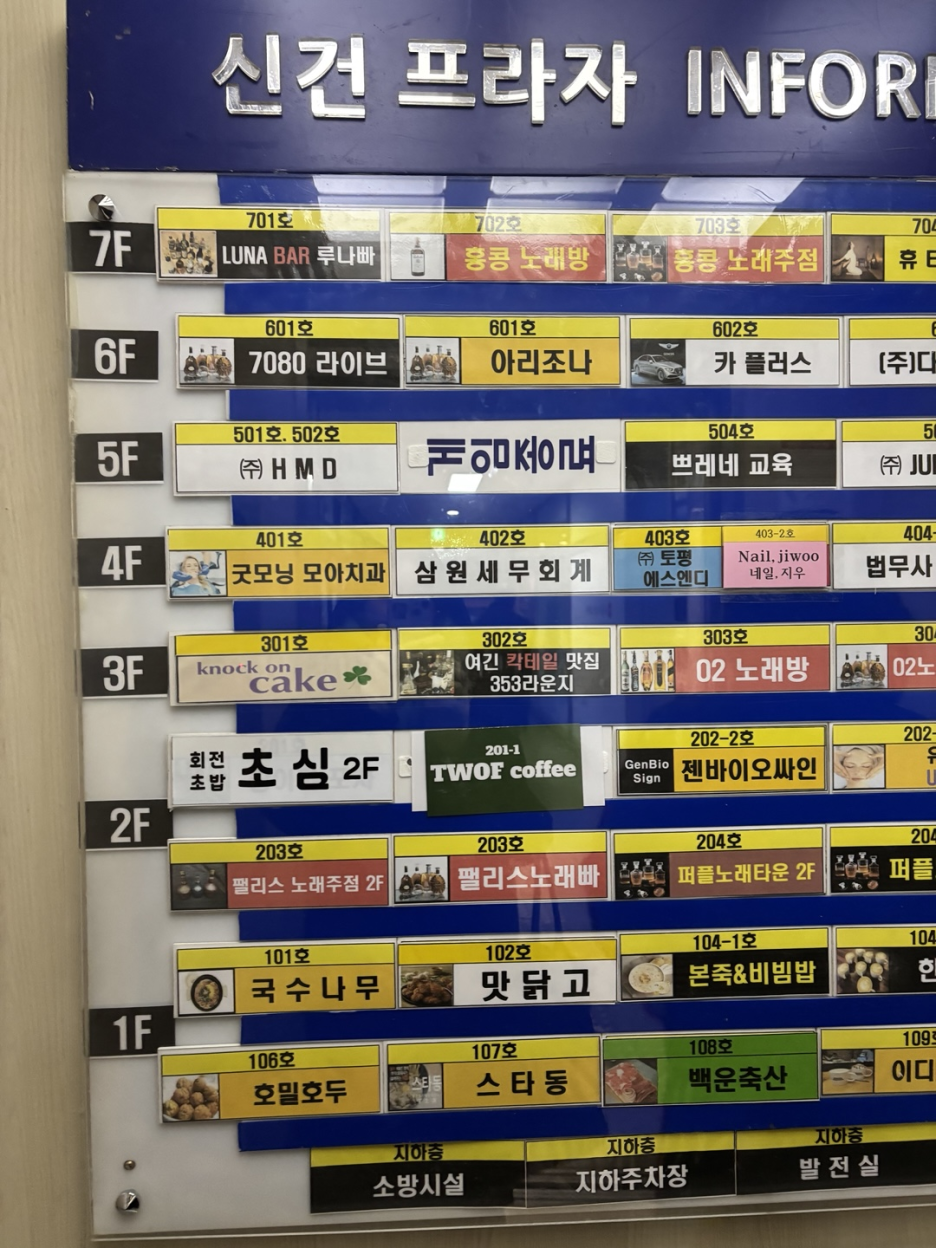 신건 프라자 INFOR
7F
701호
LUNA BAR 루나빠
702호
홍콩 노래방
703호
홍콩 노래주점
704
휴
6F
601호
7080 라이브
601호
아리조나
602호
카 플러스
(주)다
5F
501호. 502호
㈜ H M D
504호
쁘레네 교육
㈜ JU
4F
401호
굿모닝 모아치과
402호
삼 원 세 무 회 계
403호
㈜ 토평
에스엔디
403-2호
Nail, jiwoo
네일, 지우
404-
법무사
3F
301호
knock on
cake
302호
여긴 칵테일 맛집
353라운지
303호
02 노래방
304
02노
2F
회전
초밥
초 심 2F
201-1
TWOF coffee
202-2호
GenBio
Sign
젠바이오싸인
202-
203호
팰리스 노래주점 2F
203호
팰리스노래빠
204호
퍼플노래타운 2F
204
퍼플
1F
101호
국 수 나 무
102호
맛 닭 고
104-1호
본죽&비빔밥
104
한
106호
호밀호두
107호
스 타 동
108호
백운축산
109호
이디
지하층
소방시설
지하층
지하주차장
지하층
발 전 실